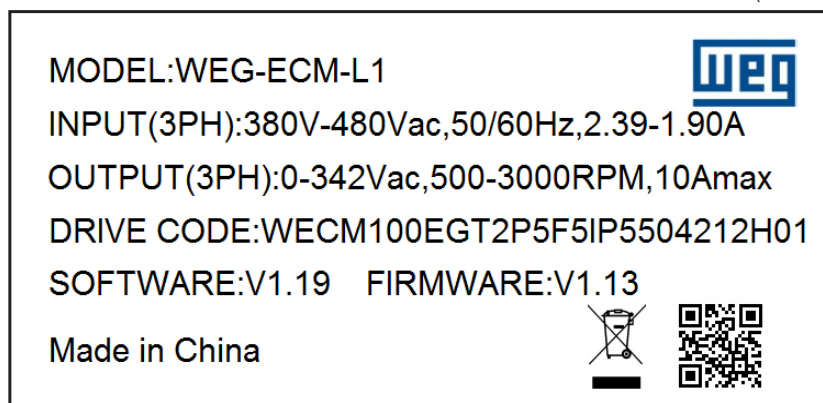 MODEL:WEG-ECM-L1
weg
INPUT(3PH):380V-480Vac,50/60Hz,2.39-1.90A
OUTPUT(3PH):0-342Vac,500-3000RPM,10Amax
DRIVE CODE:WECM100EGT2P5F5IP5504212H01
SOFTWARE:V1.19 FIRMWARE:V1.13
Made in China